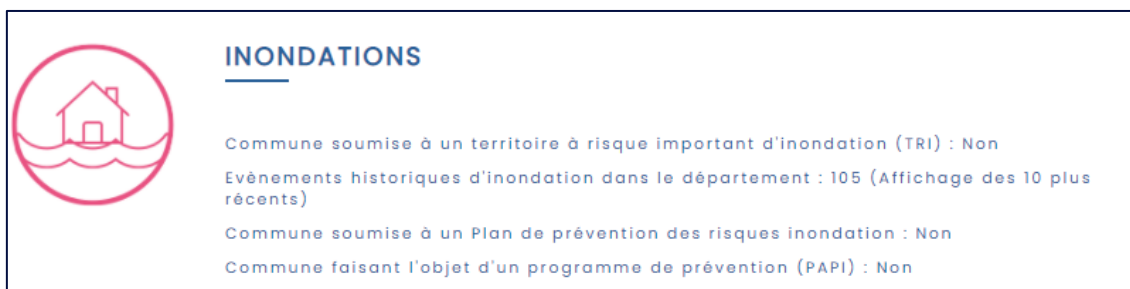 INONDATIONS
Commune soumise à un territoire à risque important d'inondation (TRI) : Non
Evènements historiques d'inondation dans le département : 105 (Affichage des 10 plus
récents)
Commune soumise à un Plan de prévention des risques inondation : Non
Commune faisant l'objet d'un programme de prévention (PAPI) : Non